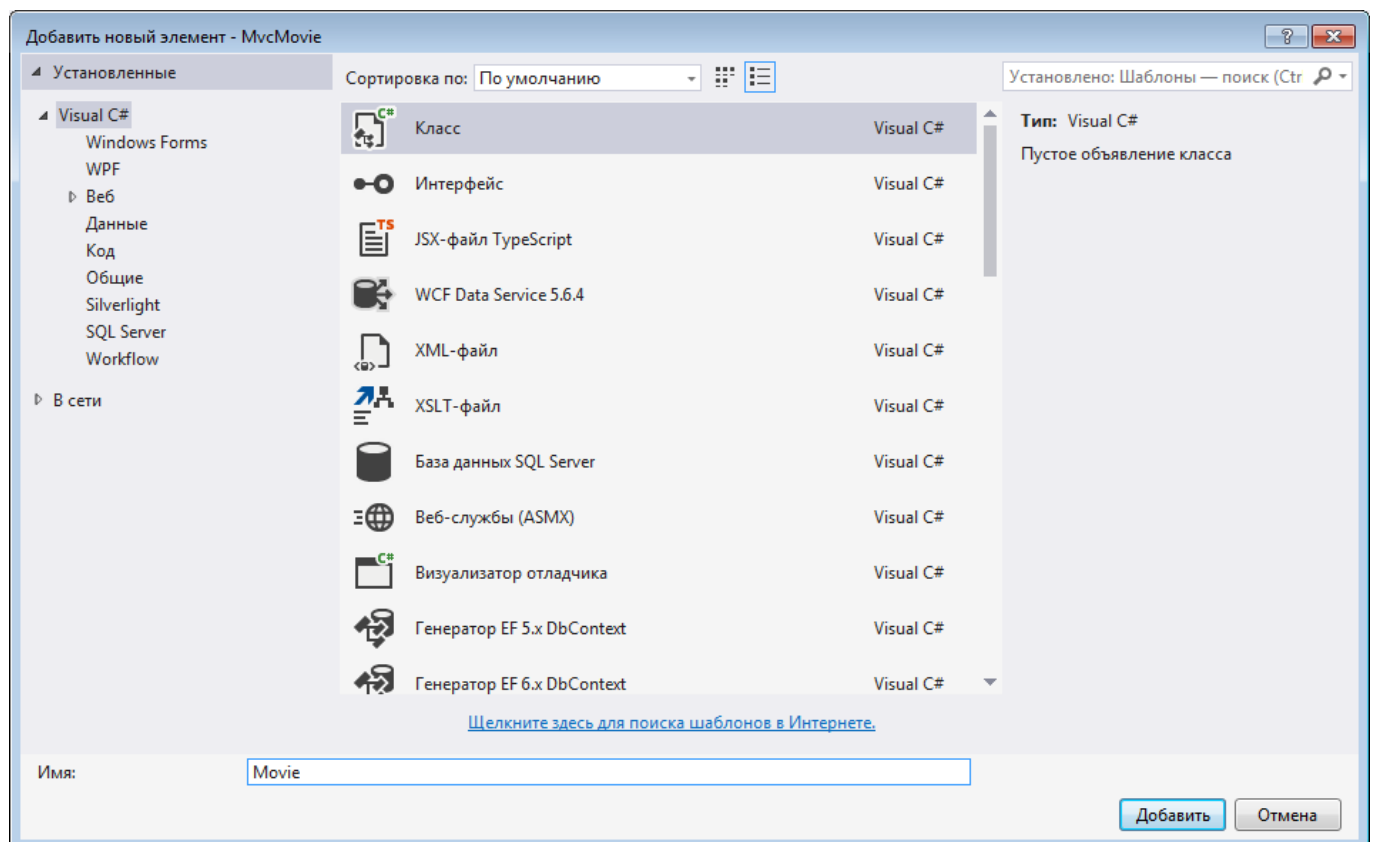 Добавить новый элемент - MvcMovie
Установленные
Сортировка по: По умолчанию
Установлено: Шаблоны — поиск (Ctr
Visual C#
Windows Forms
WPF
Веб
Данные
Код
Общие
Silverlight
SQL Server
Workflow
В сети
C# Класс Visual C#
Интерфейс Visual C#
TS JSX-файл TypeScript Visual C#
WCF Data Service 5.6.4 Visual C#
XML-файл Visual C#
XSLT-файл Visual C#
База данных SQL Server Visual C#
Веб-службы (ASMX) Visual C#
C# Визуализатор отладчика Visual C#
Генератор EF 5.x DbContext Visual C#
Генератор EF 6.x DbContext Visual C#
Щелкните здесь для поиска шаблонов в Интернете.
Тип: Visual C#
Пустое объявление класса
Имя: Movie
Добавить Отмена